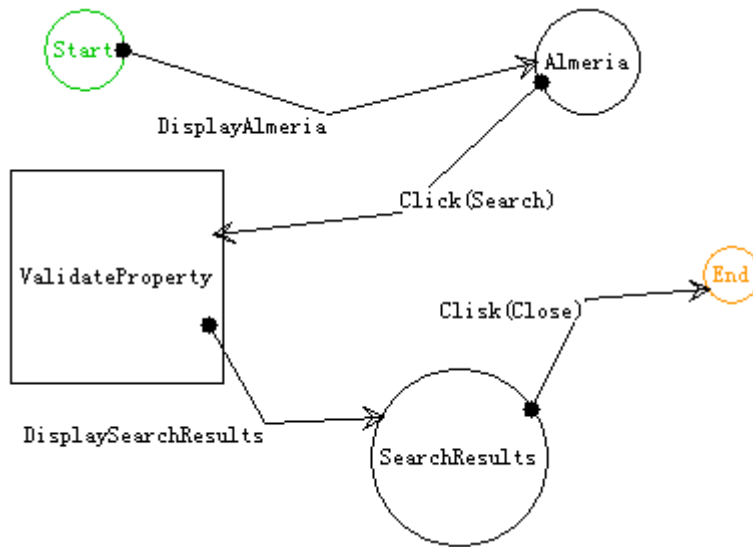 Start
Almeria
DisplayAlmeria
Click(Search)
ValidateProperty
End
Clisk(Close)
DisplaySearchResults
SearchResults